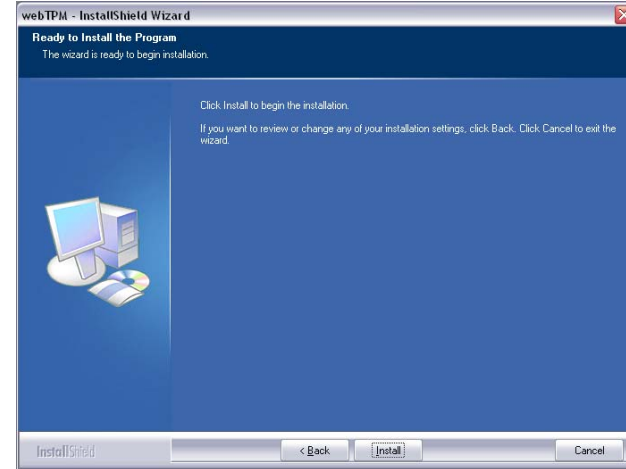 webTPM - InstallShield Wizard
Ready to Install the Program
The wizard is ready to begin installation.
Click Install to begin the installation.
If you want to review or change any of your installation settings, click Back. Click Cancel to exit the
wizard.
InstallShield
< Back
Install
Cancel